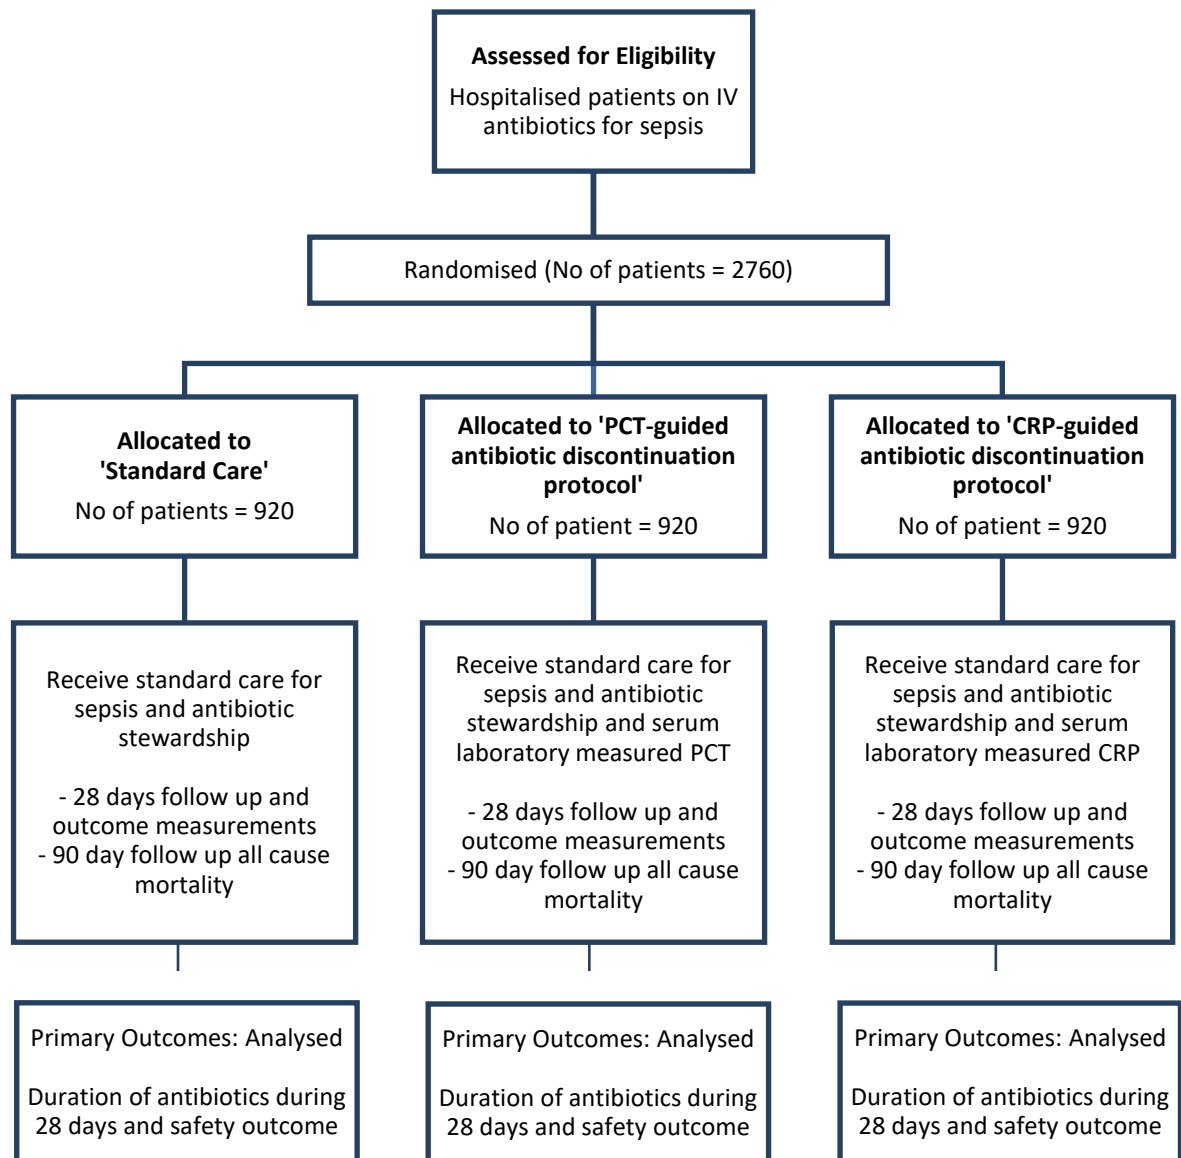 Assessed for Eligibility
Hospitalised patients on IV
antibiotics for sepsis
Randomised (No of patients = 2760)
Allocated to
'Standard Care'
No of patients = 920
Allocated to 'PCT-guided
antibiotic discontinuation
protocol'
No of patient = 920
Allocated to 'CRP-guided
antibiotic discontinuation
protocol'
No of patient = 920
Receive standard care for
sepsis and antibiotic
stewardship
- 28 days follow up and
outcome measurements
- 90 day follow up all cause
mortality
Receive standard care for
sepsis and antibiotic
stewardship and serum
laboratory measured PCT
- 28 days follow up and
outcome measurements
- 90 day follow up all cause
mortality
Receive standard care for
sepsis and antibiotic
stewardship and serum
laboratory measured CRP
- 28 days follow up and
outcome measurements
- 90 day follow up all cause
mortality
Primary Outcomes: Analysed
Duration of antibiotics during
28 days and safety outcome
Primary Outcomes: Analysed
Duration of antibiotics during
28 days and safety outcome
Primary Outcomes: Analysed
Duration of antibiotics during
28 days and safety outcome